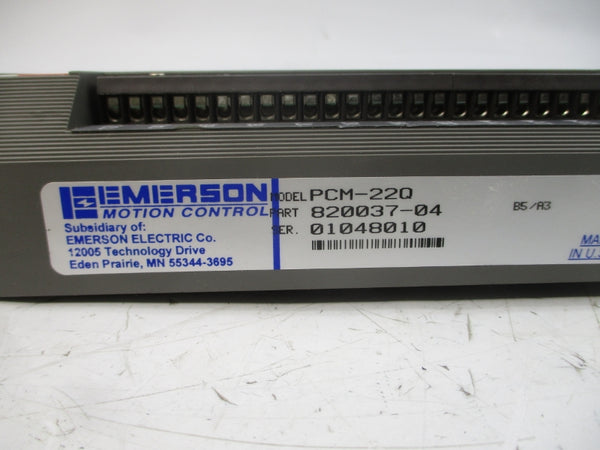 EMERSON
MOTION CONTROL
Subsidiary of:
EMERSON ELECTRIC Co.
12005 Technology Drive
Eden Prairie, MN 55344-3695
MODEL PCM-22Q
PART 820037-04
SER. 01048010
B5/A3
MA
IN U.S